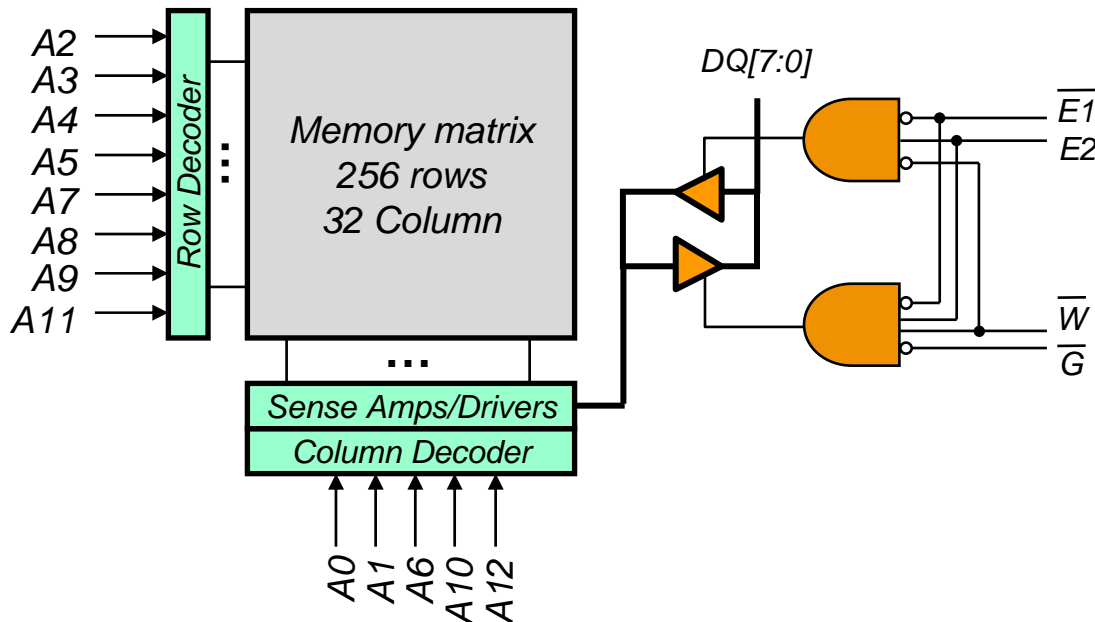 A2
A3
A4
A5
A7
A8
A9
A11
Row Decoder
...
Memory matrix
256 rows
32 Column
...
Sense Amps/Drivers
Column Decoder
A0
A1
A6
A10
A12
DQ[7:0]
E1
E2
W
G